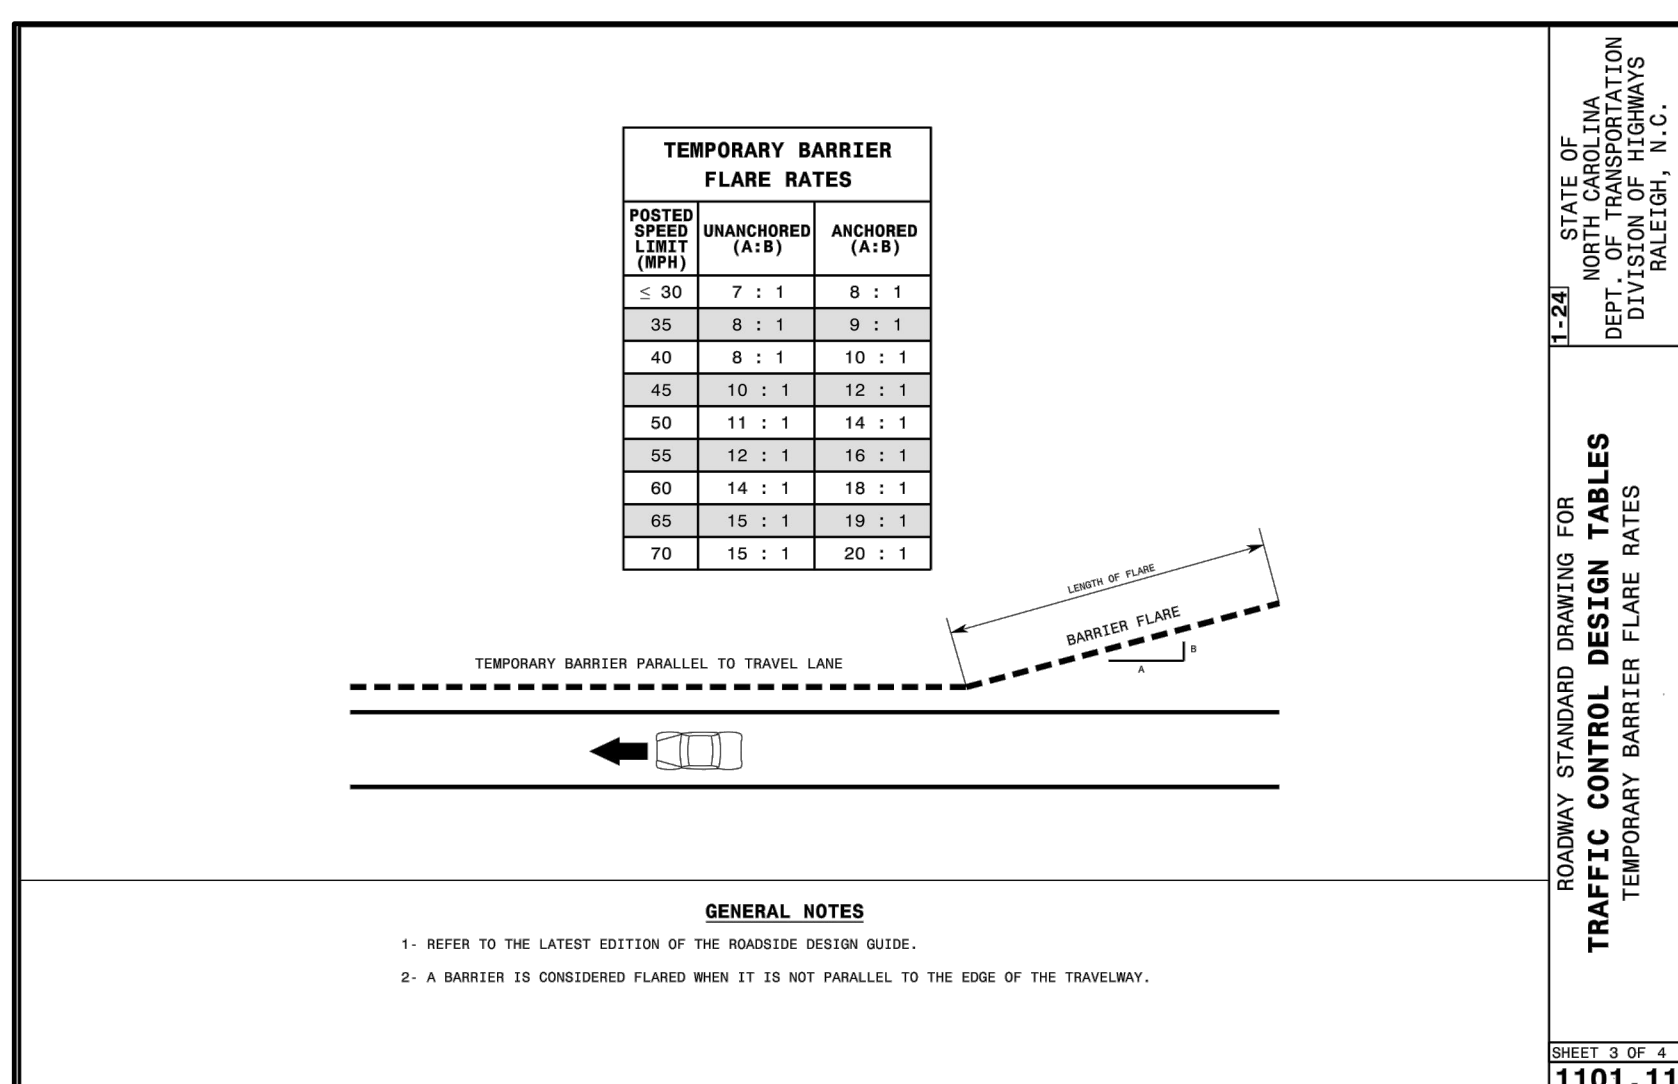 TEMPORARY BARRIER
FLARE RATES
POSTED SPEED LIMIT (MPH) UNANCHORED (A:B) ANCHORED (A:B)
≤ 30 7 : 1 8 : 1
35 8 : 1 9 : 1
40 8 : 1 10 : 1
45 10 : 1 12 : 1
50 11 : 1 14 : 1
55 12 : 1 16 : 1
60 14 : 1 18 : 1
65 15 : 1 19 : 1
70 15 : 1 20 : 1
LENGTH OF FLARE
BARRIER FLARE
B
A
TEMPORARY BARRIER PARALLEL TO TRAVEL LANE
GENERAL NOTES
1- REFER TO THE LATEST EDITION OF THE ROADSIDE DESIGN GUIDE.
2- A BARRIER IS CONSIDERED FLARED WHEN IT IS NOT PARALLEL TO THE EDGE OF THE TRAVELWAY.
1-24
STATE OF
NORTH CAROLINA
DEPT. OF TRANSPORTATION
DIVISION OF HIGHWAYS
RALEIGH, N.C.
ROADWAY STANDARD DRAWING FOR
TRAFFIC CONTROL DESIGN TABLES
TEMPORARY BARRIER FLARE RATES
SHEET 3 OF 4
1101.11